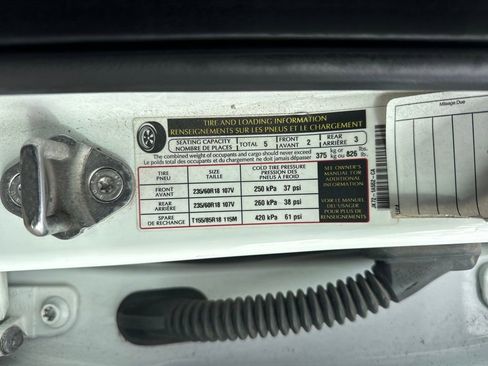 TIRE AND LOADING INFORMATION
RENSEIGNEMENTS SUR LES PNEUS ET LE CHARGEMENT
SEATING CAPACITY
NOMBRE DE PLACES
TOTAL 5
FRONT
AVANT 2
REAR
ARRIÈRE 3
The combined weight of occupants and cargo should never exceed
Le poids total des occupants et du chargement ne doit jamais dépasser
375 kg or
kg ou 826 lbs.
lb.
TIRE
PNEU
SIZE
TAILLE
COLD TIRE PRESSURE
PRESSION DES
PNEUS À FROID
FRONT
AVANT
235/60R18 107V
250 kPa 37 psi
REAR
ARRIÈRE
235/60R18 107V
260 kPa 38 psi
SPARE
DE RECHANGE
T155/85R18 115M
420 kPa 61 psi
SEE OWNER'S
MANUAL FOR
ADDITIONAL
INFORMATION
VOIR LE MANUEL
DE L'USAGER
POUR PLUS DE
RENSEIGNEMENTS
Mileage Due